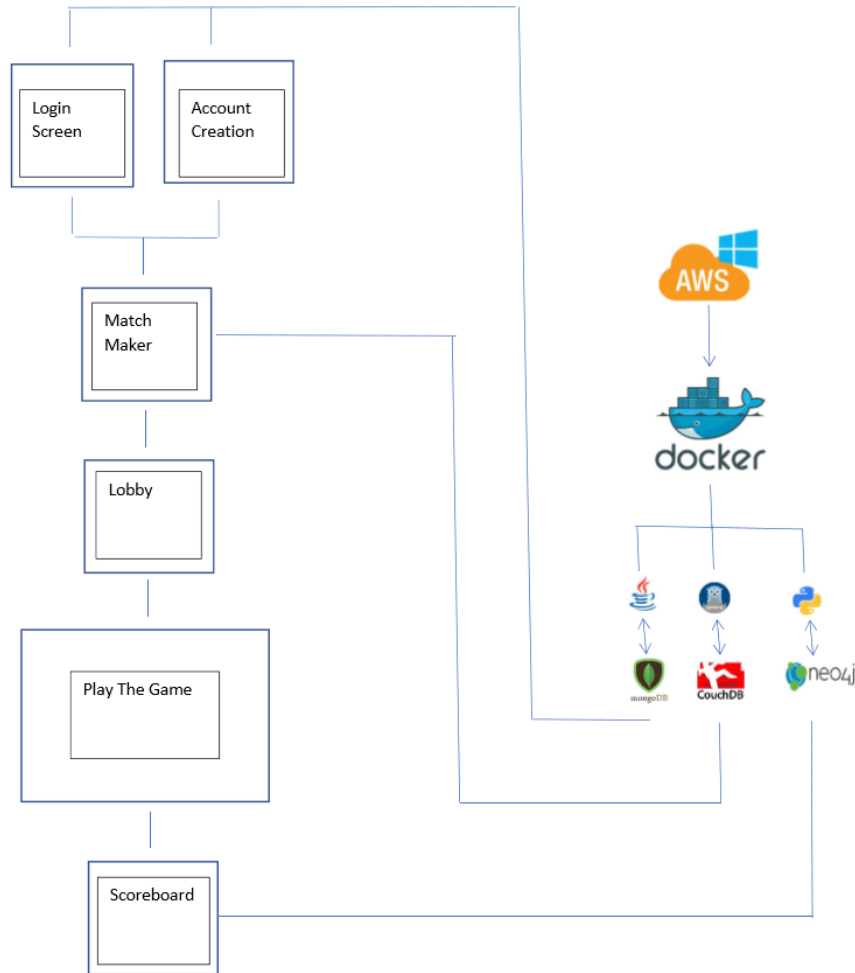 Login
Screen
Account
Creation
AWS
Match
Maker
docker
Lobby
Play The Game
mongoDB
CouchDB
neo4j
Scoreboard